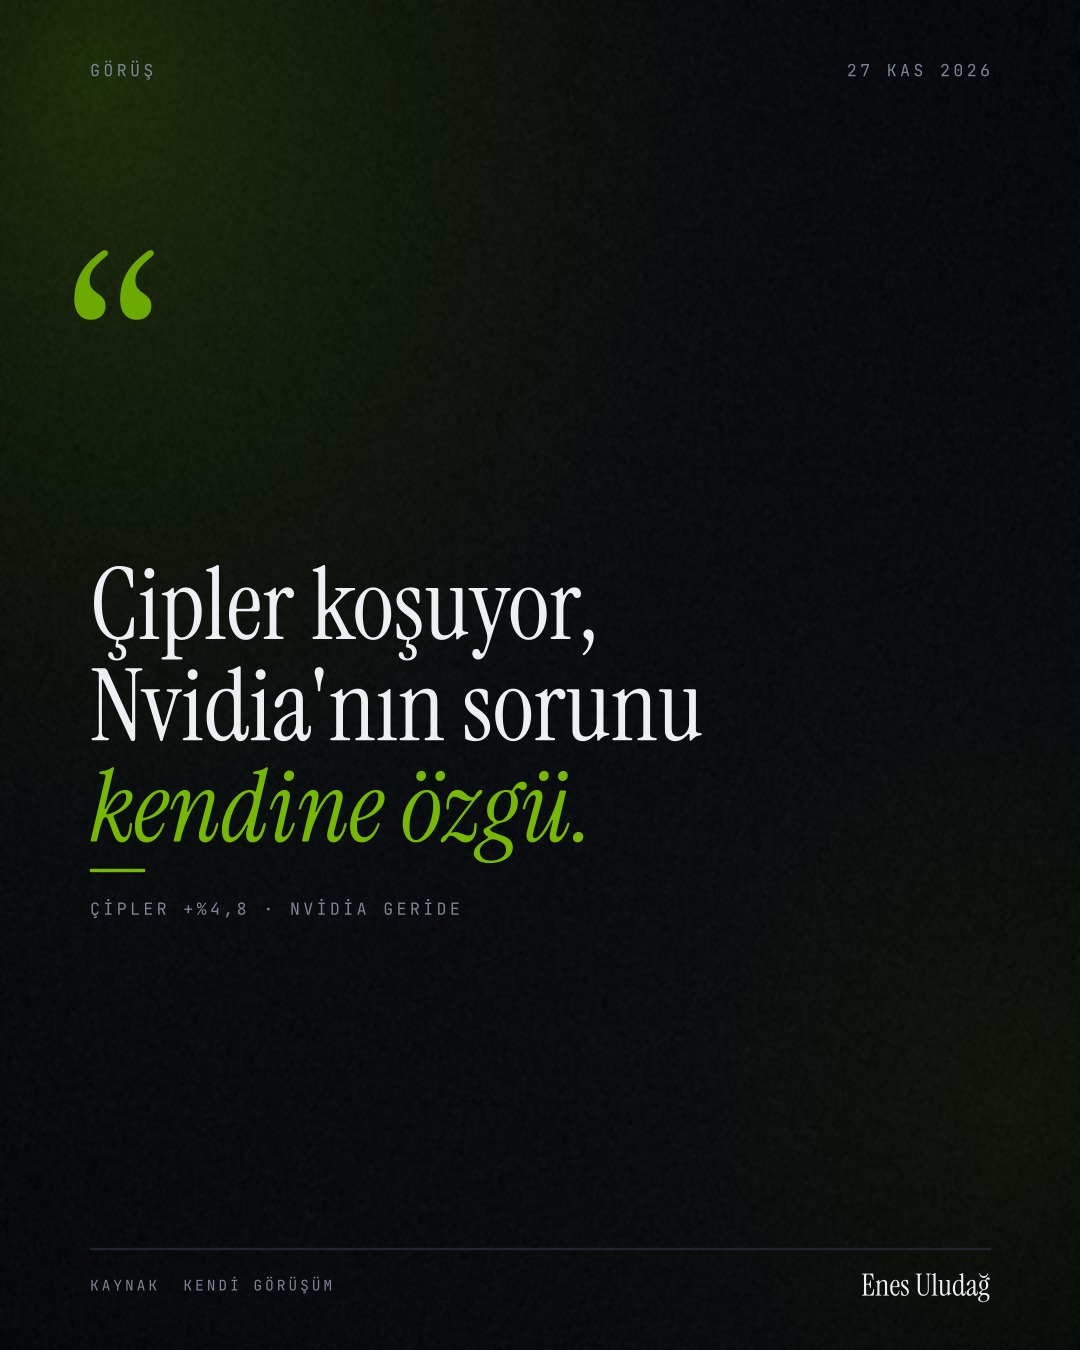 GÖRÜŞ
27 KAS 2026
“
Çipler koşuyor,
Nvidia'nın sorunu
kendine özgü.
ÇİPLER +%4,8 · NVİDİA GERİDE
KAYNAK KENDİ GÖRÜŞÜM
Enes Uludağ